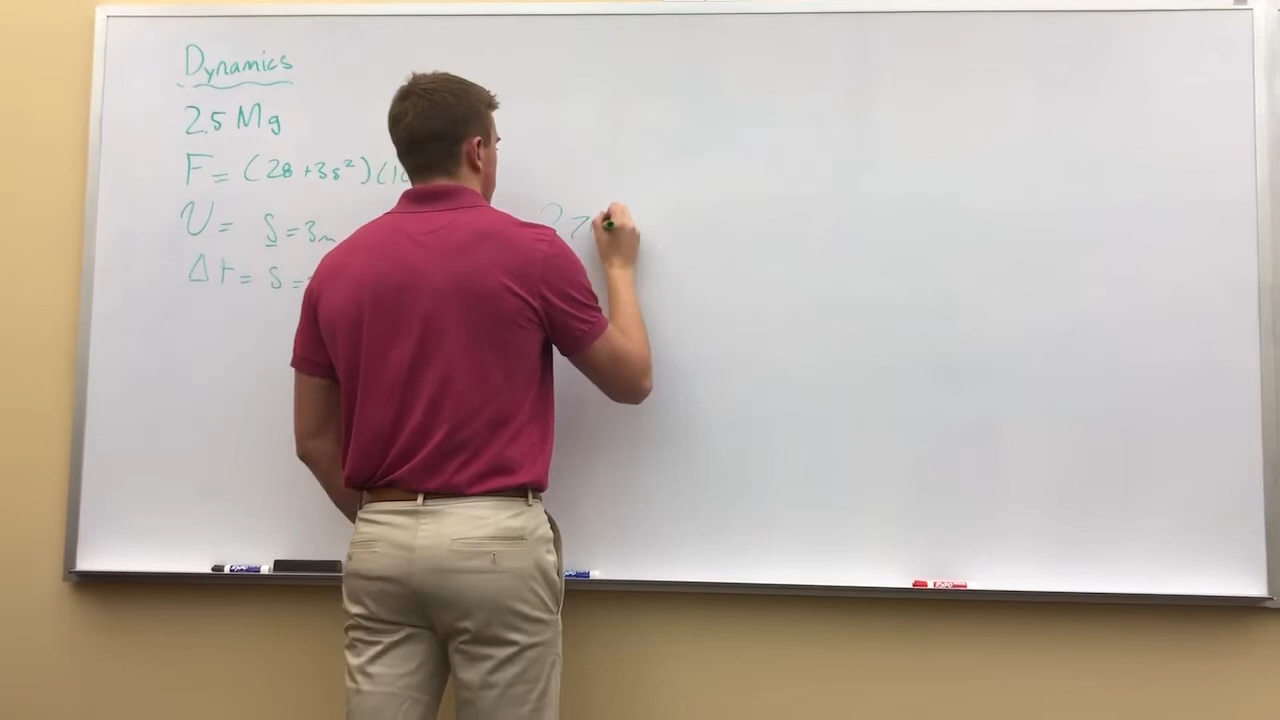 Dynamics
2.5 Mg
F = (28 + 3s²)(10
V = S = 3m
Δt = S =